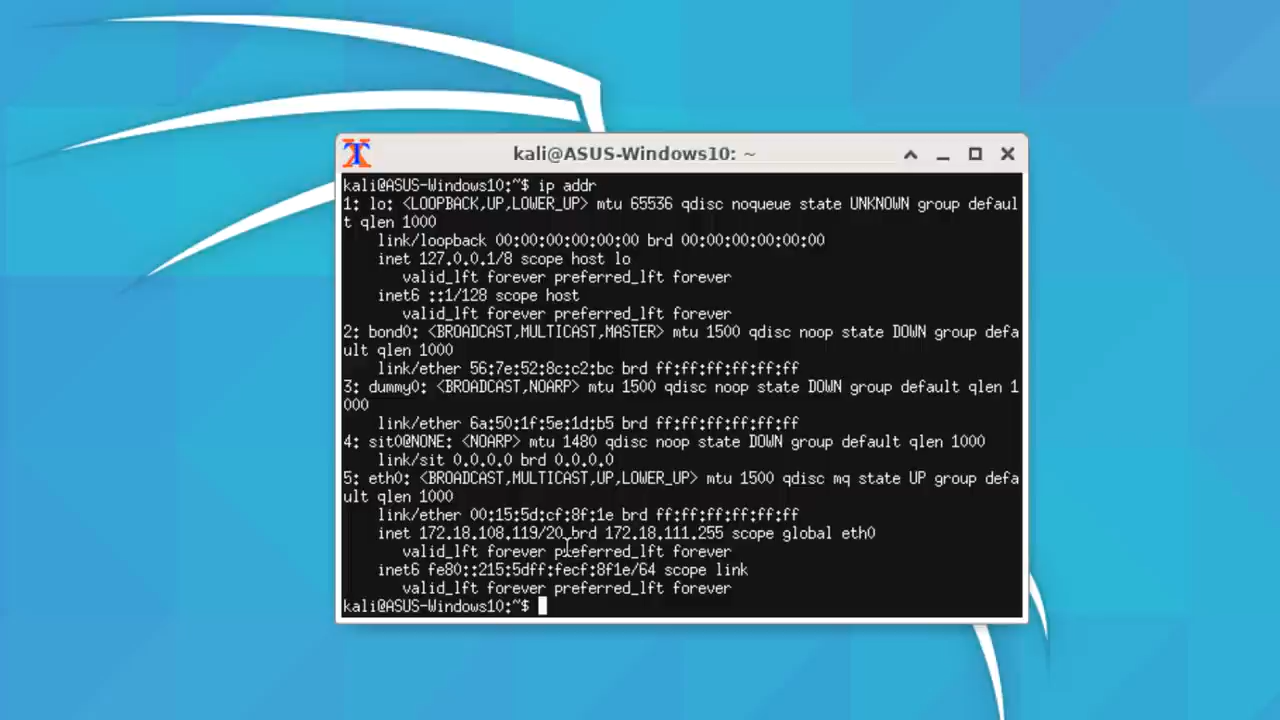 kali@ASUS-Windows10: ~
kali@ASUS-Windows10:~$ ip addr
1: lo: <LOOPBACK,UP,LOWER_UP> mtu 65536 qdisc noqueue state UNKNOWN group defaul
t qlen 1000
    link/loopback 00:00:00:00:00:00 brd 00:00:00:00:00:00
    inet 127.0.0.1/8 scope host lo
       valid_lft forever preferred_lft forever
    inet6 ::1/128 scope host
       valid_lft forever preferred_lft forever
2: bond0: <BROADCAST,MULTICAST,MASTER> mtu 1500 qdisc noop state DOWN group defa
ult qlen 1000
    link/ether 56:7e:52:8c:c2:bc brd ff:ff:ff:ff:ff:ff
3: dummy0: <BROADCAST,NOARP> mtu 1500 qdisc noop state DOWN group default qlen 1
000
    link/ether 6a:50:1f:5e:1d:b5 brd ff:ff:ff:ff:ff:ff
4: sit0@NONE: <NOARP> mtu 1480 qdisc noop state DOWN group default qlen 1000
    link/sit 0.0.0.0 brd 0.0.0.0
5: eth0: <BROADCAST,MULTICAST,UP,LOWER_UP> mtu 1500 qdisc mq state UP group defa
ult qlen 1000
    link/ether 00:15:5d:cf:8f:1e brd ff:ff:ff:ff:ff:ff
    inet 172.18.108.119/20 brd 172.18.111.255 scope global eth0
       valid_lft forever preferred_lft forever
    inet6 fe80::215:5dff:fecf:8f1e/64 scope link
       valid_lft forever preferred_lft forever
kali@ASUS-Windows10:~$